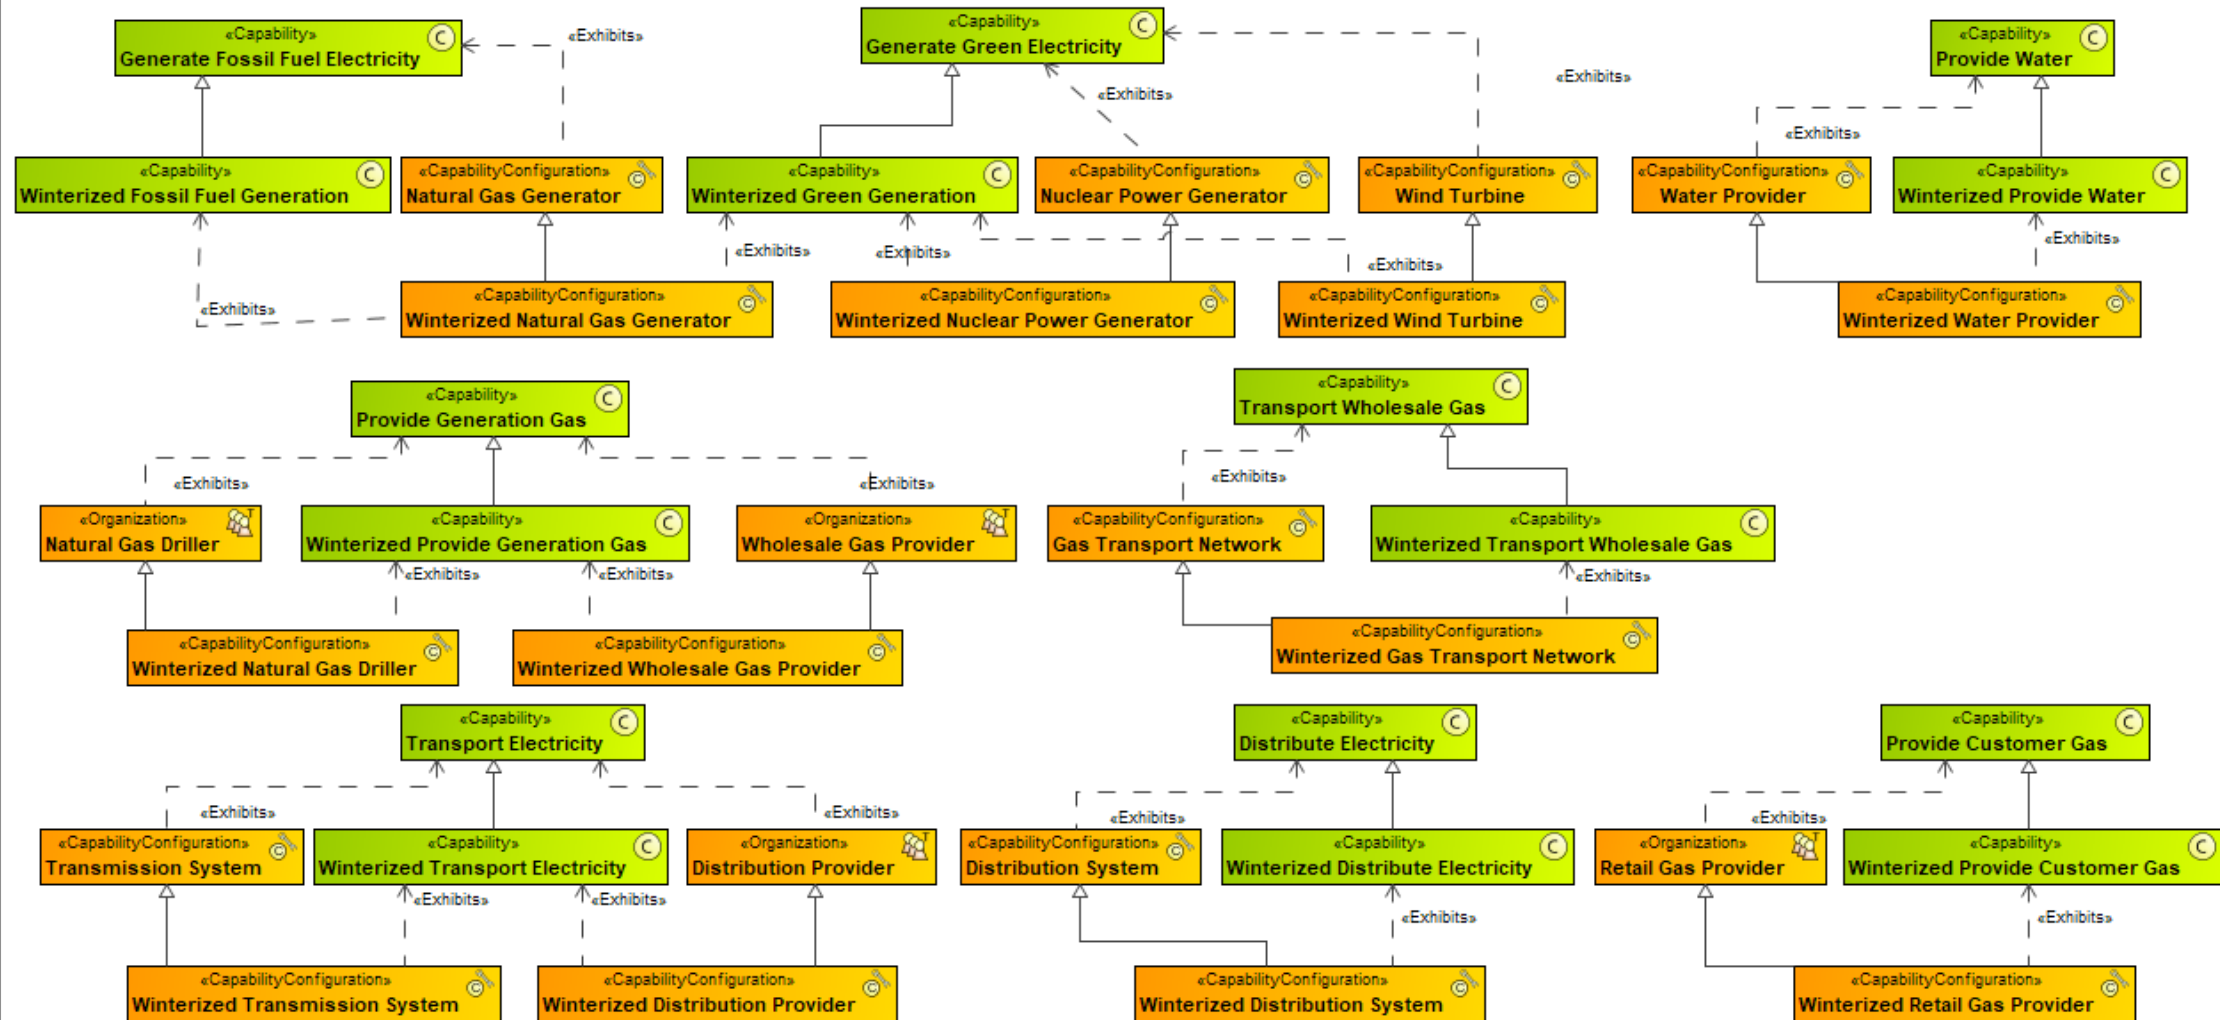 «Capability»
Generate Fossil Fuel Electricity
C
«Exhibits»
«Capability»
Generate Green Electricity
C
«Exhibits»
«Exhibits»
«Capability»
Provide Water
C
«Exhibits»
«Capability»
Winterized Fossil Fuel Generation
C
«CapabilityConfiguration»
Natural Gas Generator
C
«Capability»
Winterized Green Generation
C
«CapabilityConfiguration»
Nuclear Power Generator
C
«CapabilityConfiguration»
Wind Turbine
C
«CapabilityConfiguration»
Water Provider
C
«Capability»
Winterized Provide Water
C
«Exhibits»
«Exhibits»
«Exhibits»
«Exhibits»
«Exhibits»
«CapabilityConfiguration»
Winterized Natural Gas Generator
C
«CapabilityConfiguration»
Winterized Nuclear Power Generator
C
«CapabilityConfiguration»
Winterized Wind Turbine
C
«CapabilityConfiguration»
Winterized Water Provider
C
«Capability»
Provide Generation Gas
C
«Capability»
Transport Wholesale Gas
C
«Exhibits»
«Exhibits»
«Exhibits»
«Organization»
Natural Gas Driller
T
«Capability»
Winterized Provide Generation Gas
C
«Organization»
Wholesale Gas Provider
T
«CapabilityConfiguration»
Gas Transport Network
C
«Capability»
Winterized Transport Wholesale Gas
C
«Exhibits»
«Exhibits»
«Exhibits»
«CapabilityConfiguration»
Winterized Natural Gas Driller
C
«CapabilityConfiguration»
Winterized Wholesale Gas Provider
C
«CapabilityConfiguration»
Winterized Gas Transport Network
C
«Capability»
Transport Electricity
C
«Capability»
Distribute Electricity
C
«Capability»
Provide Customer Gas
C
«Exhibits»
«Exhibits»
«Exhibits»
«Exhibits»
«CapabilityConfiguration»
Transmission System
C
«Capability»
Winterized Transport Electricity
C
«Organization»
Distribution Provider
T
«CapabilityConfiguration»
Distribution System
C
«Capability»
Winterized Distribute Electricity
C
«Organization»
Retail Gas Provider
T
«Capability»
Winterized Provide Customer Gas
C
«Exhibits»
«Exhibits»
«Exhibits»
«Exhibits»
«CapabilityConfiguration»
Winterized Transmission System
C
«CapabilityConfiguration»
Winterized Distribution Provider
C
«CapabilityConfiguration»
Winterized Distribution System
C
«CapabilityConfiguration»
Winterized Retail Gas Provider
C